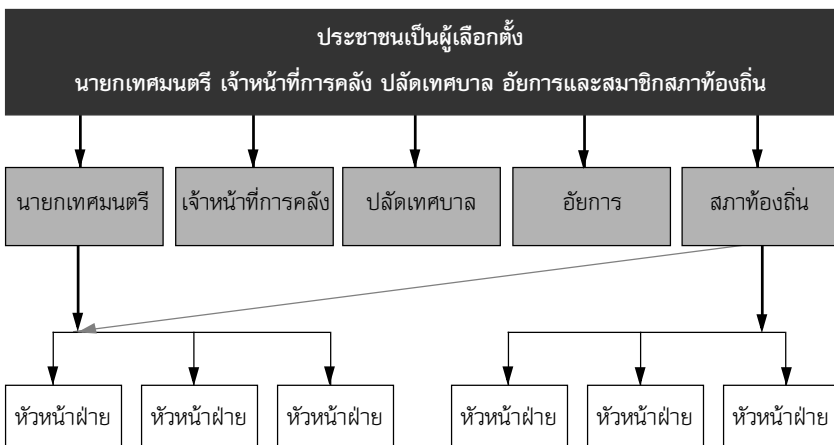 ประชาชนเป็นผู้เลือกตั้ง
นายกเทศมนตรี เจ้าหน้าที่การคลัง ปลัดเทศบาล อัยการและสมาชิกสภาท้องถิ่น
นายกเทศมนตรี
เจ้าหน้าที่การคลัง
ปลัดเทศบาล
อัยการ
สภาท้องถิ่น
หัวหน้าฝ่าย
หัวหน้าฝ่าย
หัวหน้าฝ่าย
หัวหน้าฝ่าย
หัวหน้าฝ่าย
หัวหน้าฝ่าย